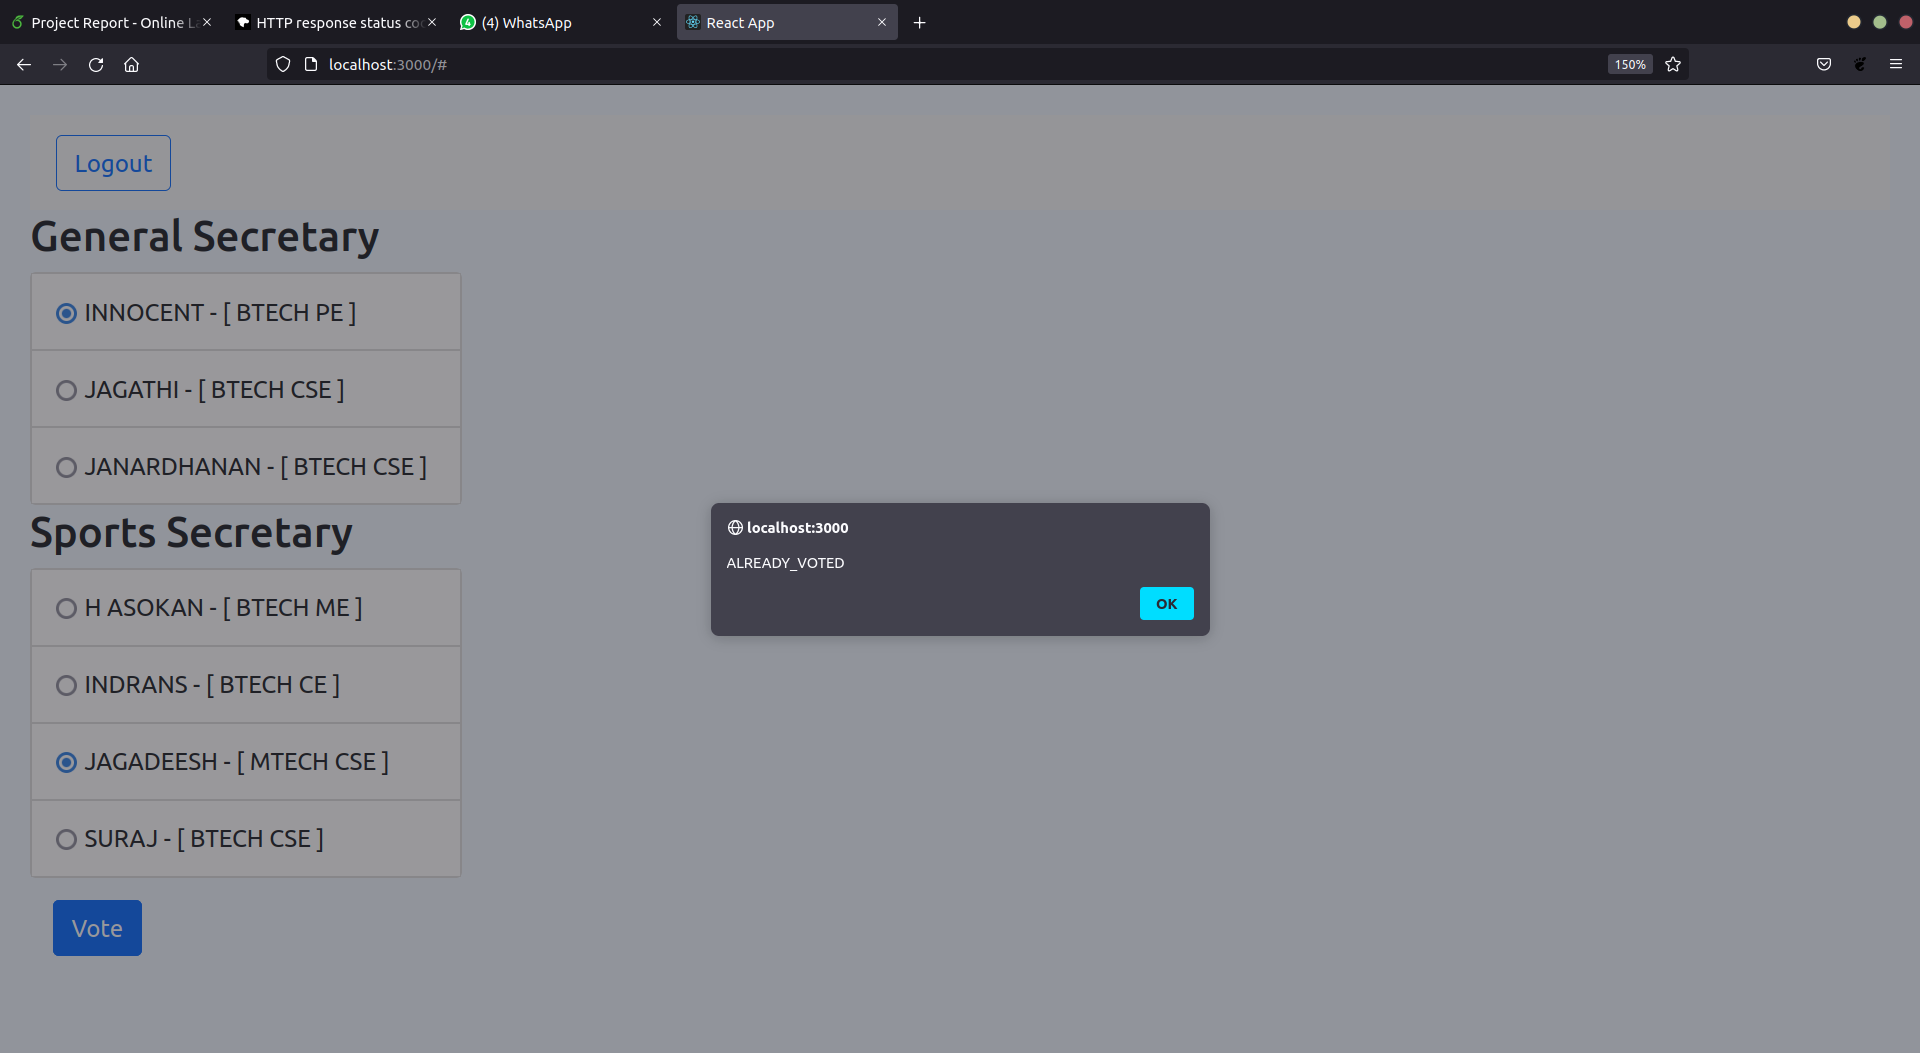 Project Report - Online La
HTTP response status co
4 (4) WhatsApp
React App
localhost:3000/#
150%
Logout
General Secretary
INNOCENT - [ BTECH PE ]
JAGATHI - [ BTECH CSE ]
JANARDHANAN - [ BTECH CSE ]
localhost:3000
ALREADY_VOTED
OK
Sports Secretary
H ASOKAN - [ BTECH ME ]
INDRANS - [ BTECH CE ]
JAGADEESH - [ MTECH CSE ]
SURAJ - [ BTECH CSE ]
Vote